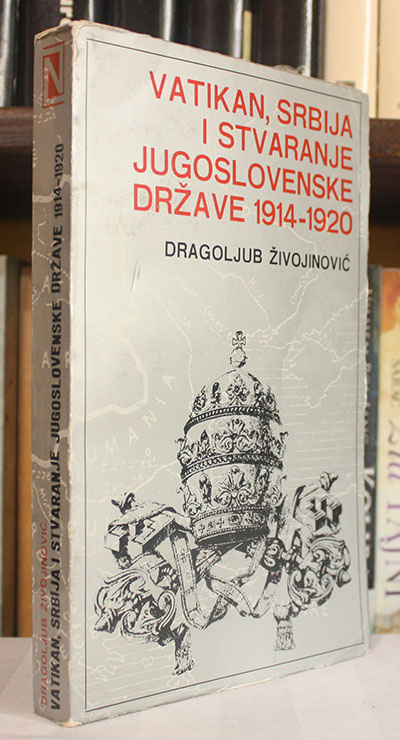 VATIKAN, SRBIJA
I STVARANJE
JUGOSLOVENSKE
DRŽAVE 1914-1920
DRAGOLJUB ŽIVOJINOVIĆ
DRAGOLJUB ŽIVOJINOVIĆ
VATIKAN, SRBIJA I STVARANJE JUGOSLOVENSKE DRŽAVE 1914-1920